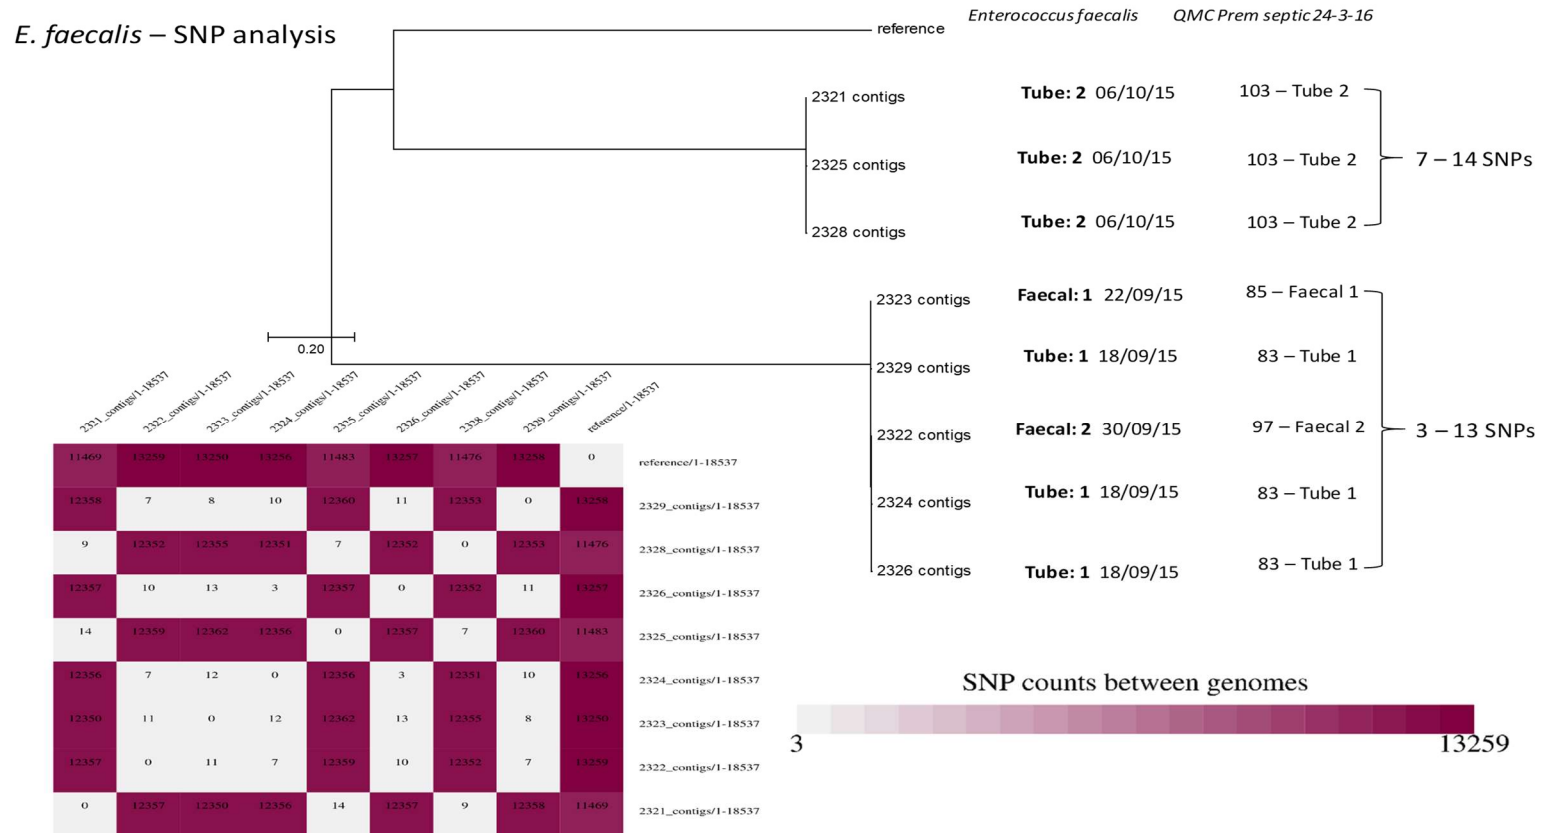 E. faecalis – SNP analysis
Enterococcus faecalis QMC Prem septic 24-3-16
reference
2321 contigs Tube: 2 06/10/15 103 – Tube 2
2325 contigs Tube: 2 06/10/15 103 – Tube 2
7 – 14 SNPs
2328 contigs Tube: 2 06/10/15 103 – Tube 2
2323 contigs Faecal: 1 22/09/15 85 – Faecal 1
2329 contigs Tube: 1 18/09/15 83 – Tube 1
2322 contigs Faecal: 2 30/09/15 97 – Faecal 2
3 – 13 SNPs
2324 contigs Tube: 1 18/09/15 83 – Tube 1
2326 contigs Tube: 1 18/09/15 83 – Tube 1
0.20
2321_contigs/1-18537
2322_contigs/1-18537
2323_contigs/1-18537
2324_contigs/1-18537
2325_contigs/1-18537
2326_contigs/1-18537
2328_contigs/1-18537
2329_contigs/1-18537
reference/1-18537
11469 13259 13250 13256 11483 13257 11476 13258 0 reference/1-18537
12358 7 8 10 12360 11 12353 0 13258 2329_contigs/1-18537
9 12352 12355 12351 7 12352 0 12353 11476 2328_contigs/1-18537
12357 10 13 3 12357 0 12352 11 13257 2326_contigs/1-18537
14 12359 12362 12356 0 12357 7 12360 11483 2325_contigs/1-18537
12356 7 12 0 12356 3 12351 10 13256 2324_contigs/1-18537
12350 11 0 12 12362 13 12355 8 13250 2323_contigs/1-18537
12357 0 11 7 12359 10 12352 7 13259 2322_contigs/1-18537
0 12357 12350 12356 14 12357 9 12358 11469 2321_contigs/1-18537
SNP counts between genomes
3 13259